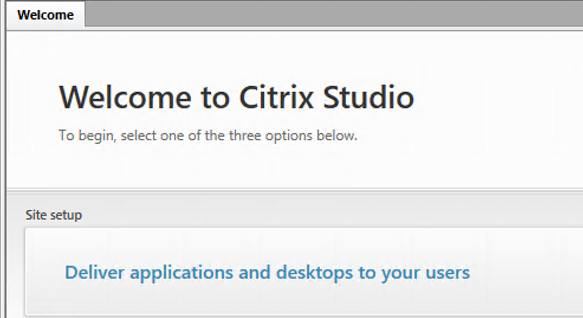 Welcome
Welcome to Citrix Studio
To begin, select one of the three options below.
Site setup
Deliver applications and desktops to your users